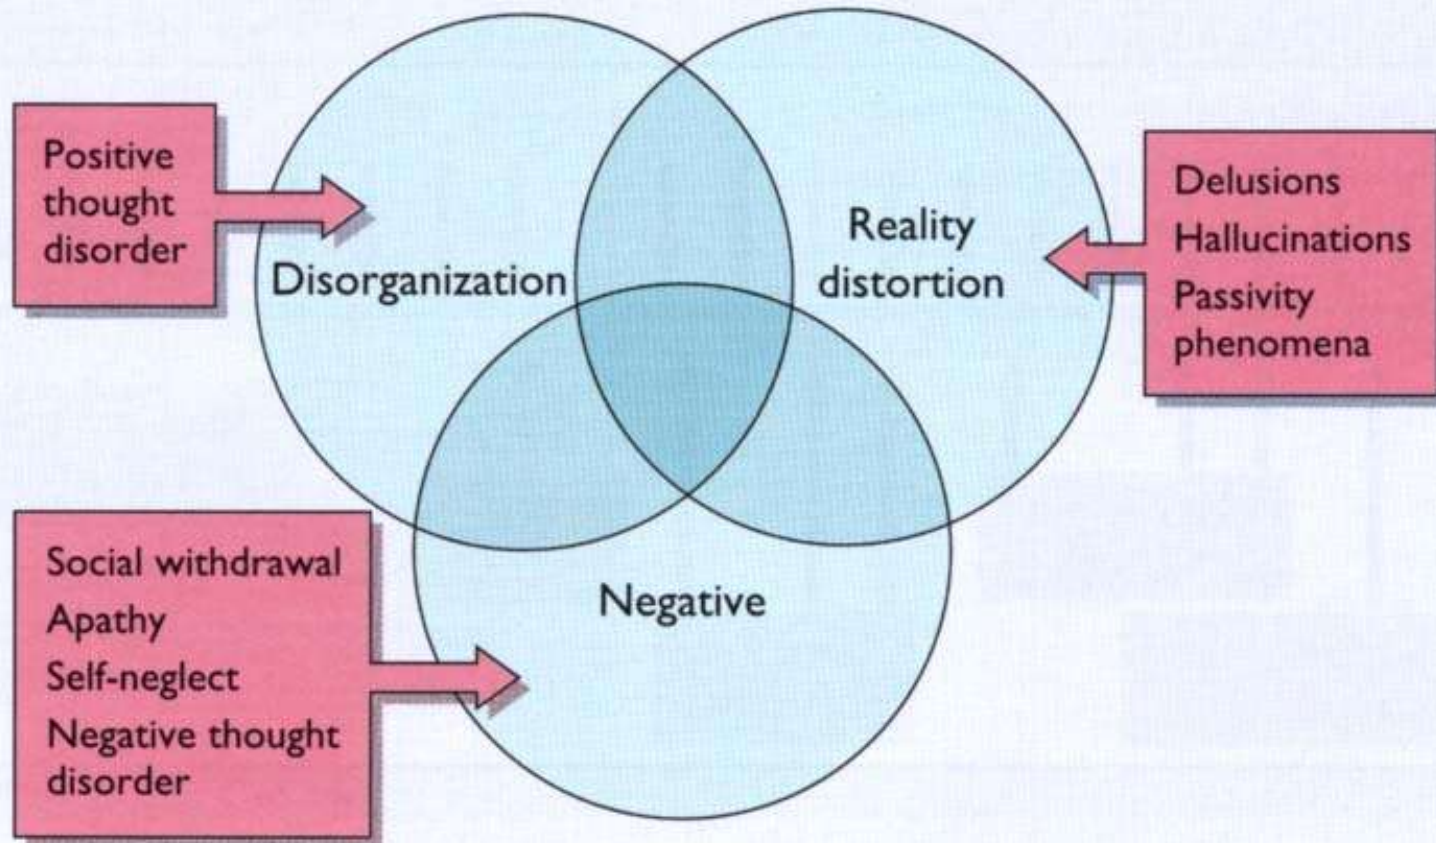 Positive
thought
disorder
Disorganization
Reality
distortion
Delusions
Hallucinations
Passivity
phenomena
Social withdrawal
Apathy
Self-neglect
Negative thought
disorder
Negative